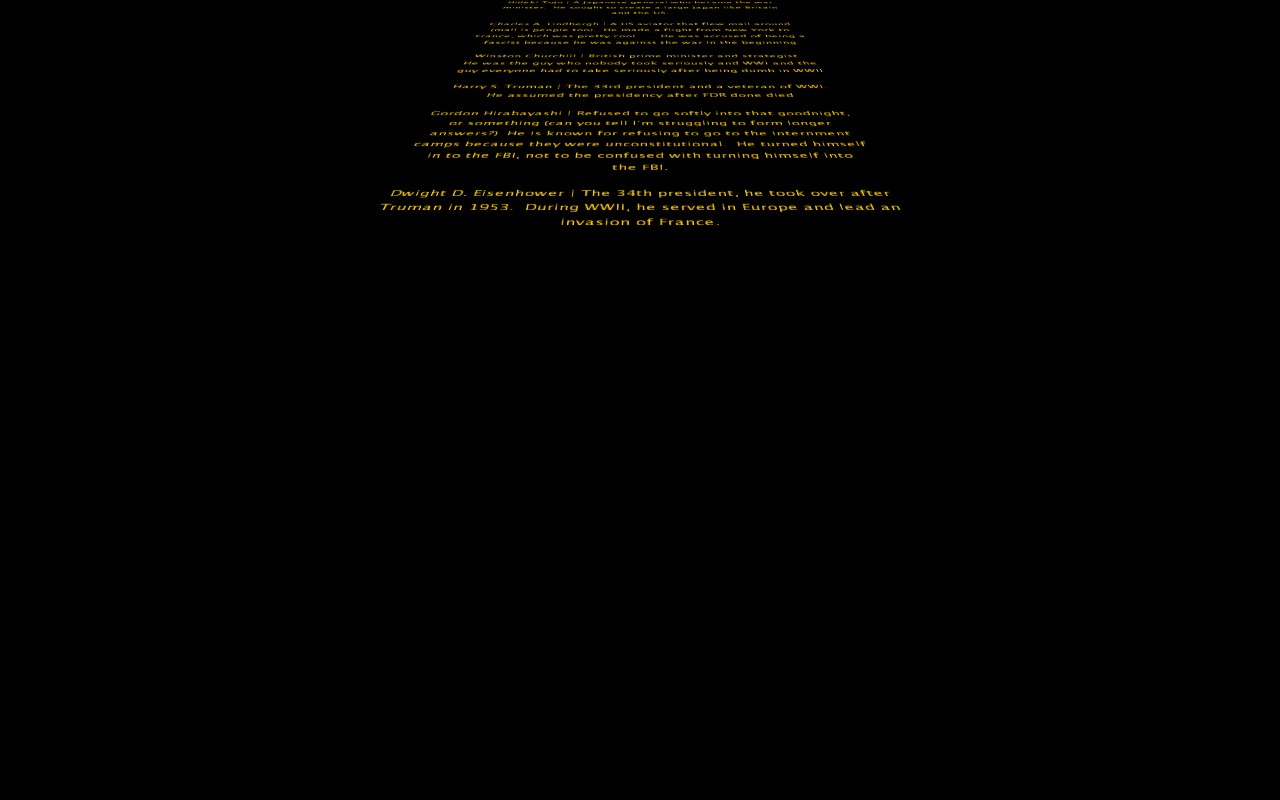 Hideki Tojo | A Japanese general who became the war
minister.  He sought to create a large Japan like Britain
and the US.
Charles A. Lindbergh | A US aviator that flew mail around
(mail is people too).  He made a flight from New York to
France, which was pretty cool.       He was accused of being a
fascist because he was against the war in the beginning
Winston Churchill | British prime minister and strategist.
He was the guy who nobody took seriously and WWI and the
guy everyone had to take seriously after being dumb in WWII
Harry S. Truman | The 33rd president and a veteran of WWI.
He assumed the presidency after FDR done died
Gordon Hirabayashi | Refused to go softly into that goodnight,
or something (can you tell I'm struggling to form longer
answers?)  He is known for refusing to go to the internment
camps because they were unconstitutional.  He turned himself
in to the FBI, not to be confused with turning himself into
the FBI.
Dwight D. Eisenhower | The 34th president, he took over after
Truman in 1953.  During WWII, he served in Europe and lead an
invasion of France.